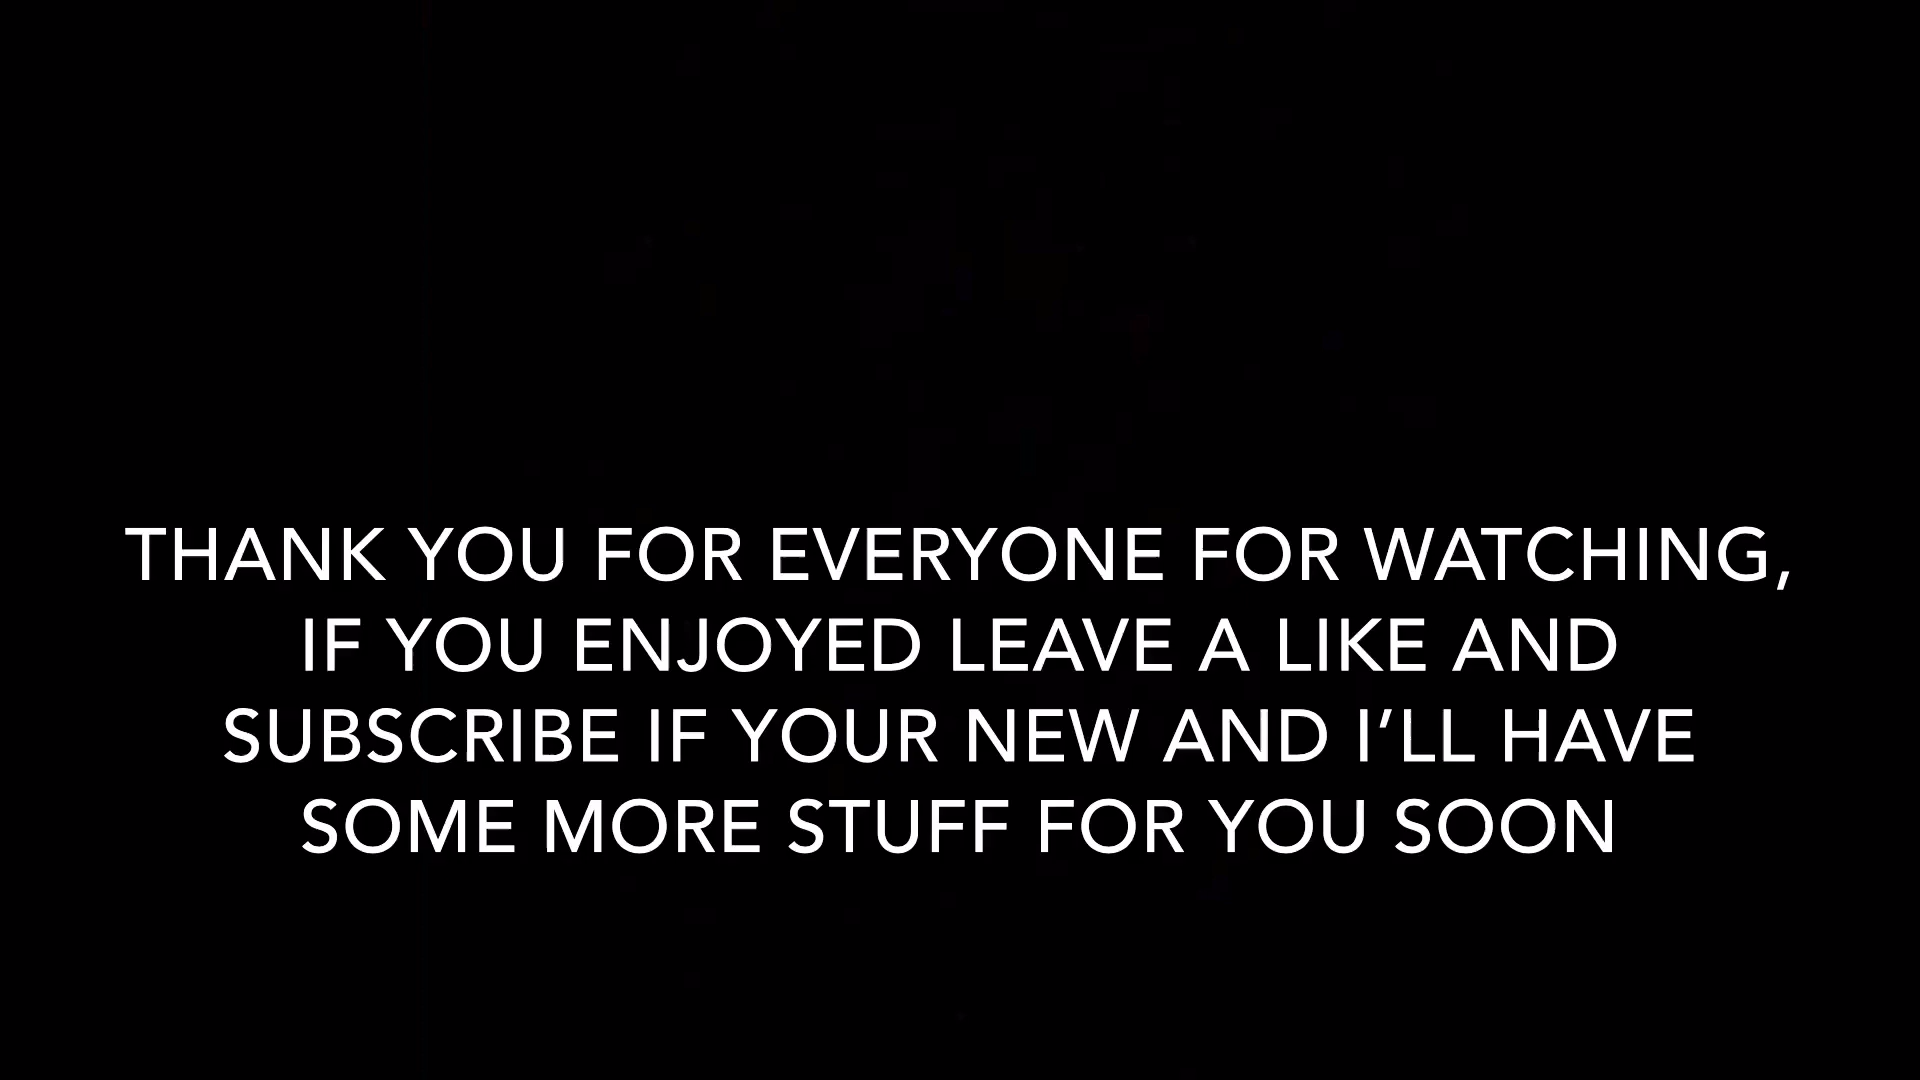 THANK YOU FOR EVERYONE FOR WATCHING,
IF YOU ENJOYED LEAVE A LIKE AND
SUBSCRIBE IF YOUR NEW AND I’LL HAVE
SOME MORE STUFF FOR YOU SOON